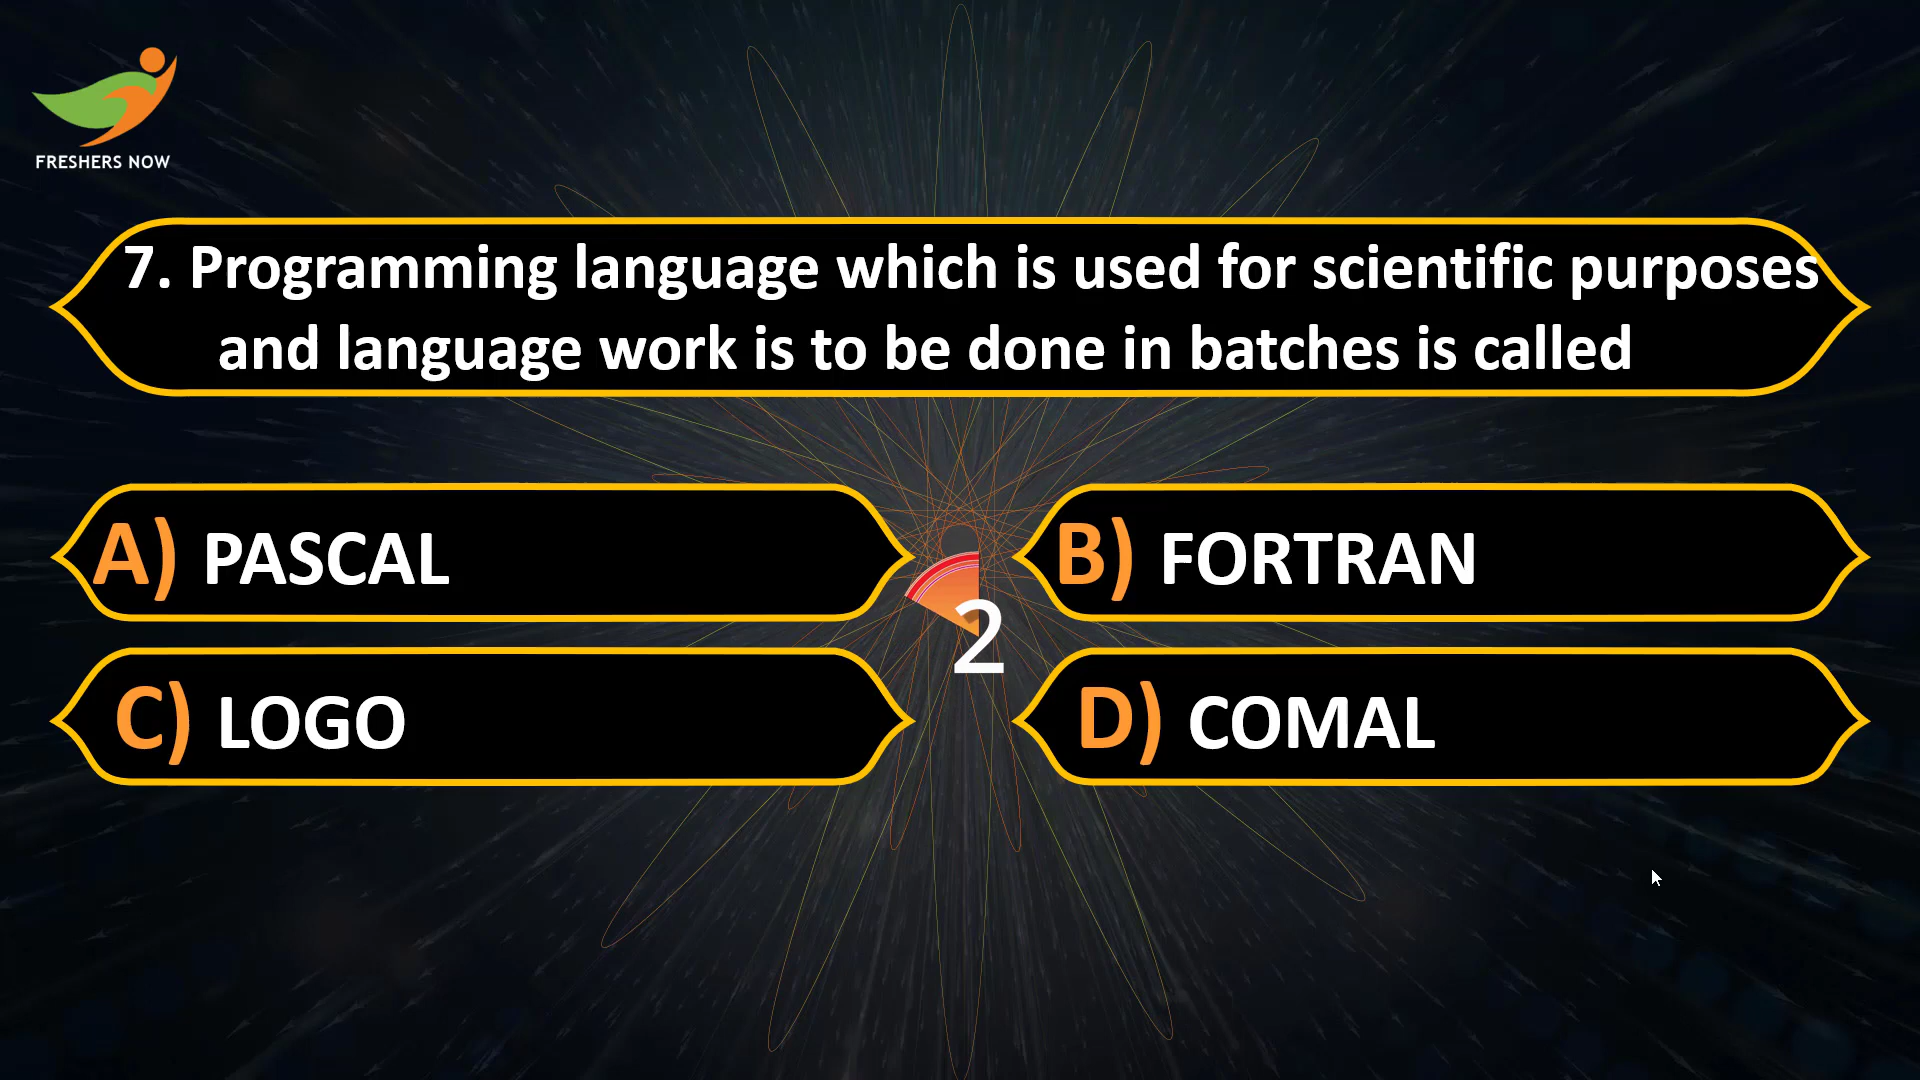 FRESHERS NOW
7. Programming language which is used for scientific purposes
and language work is to be done in batches is called
A) PASCAL
B) FORTRAN
2
C) LOGO
D) COMAL